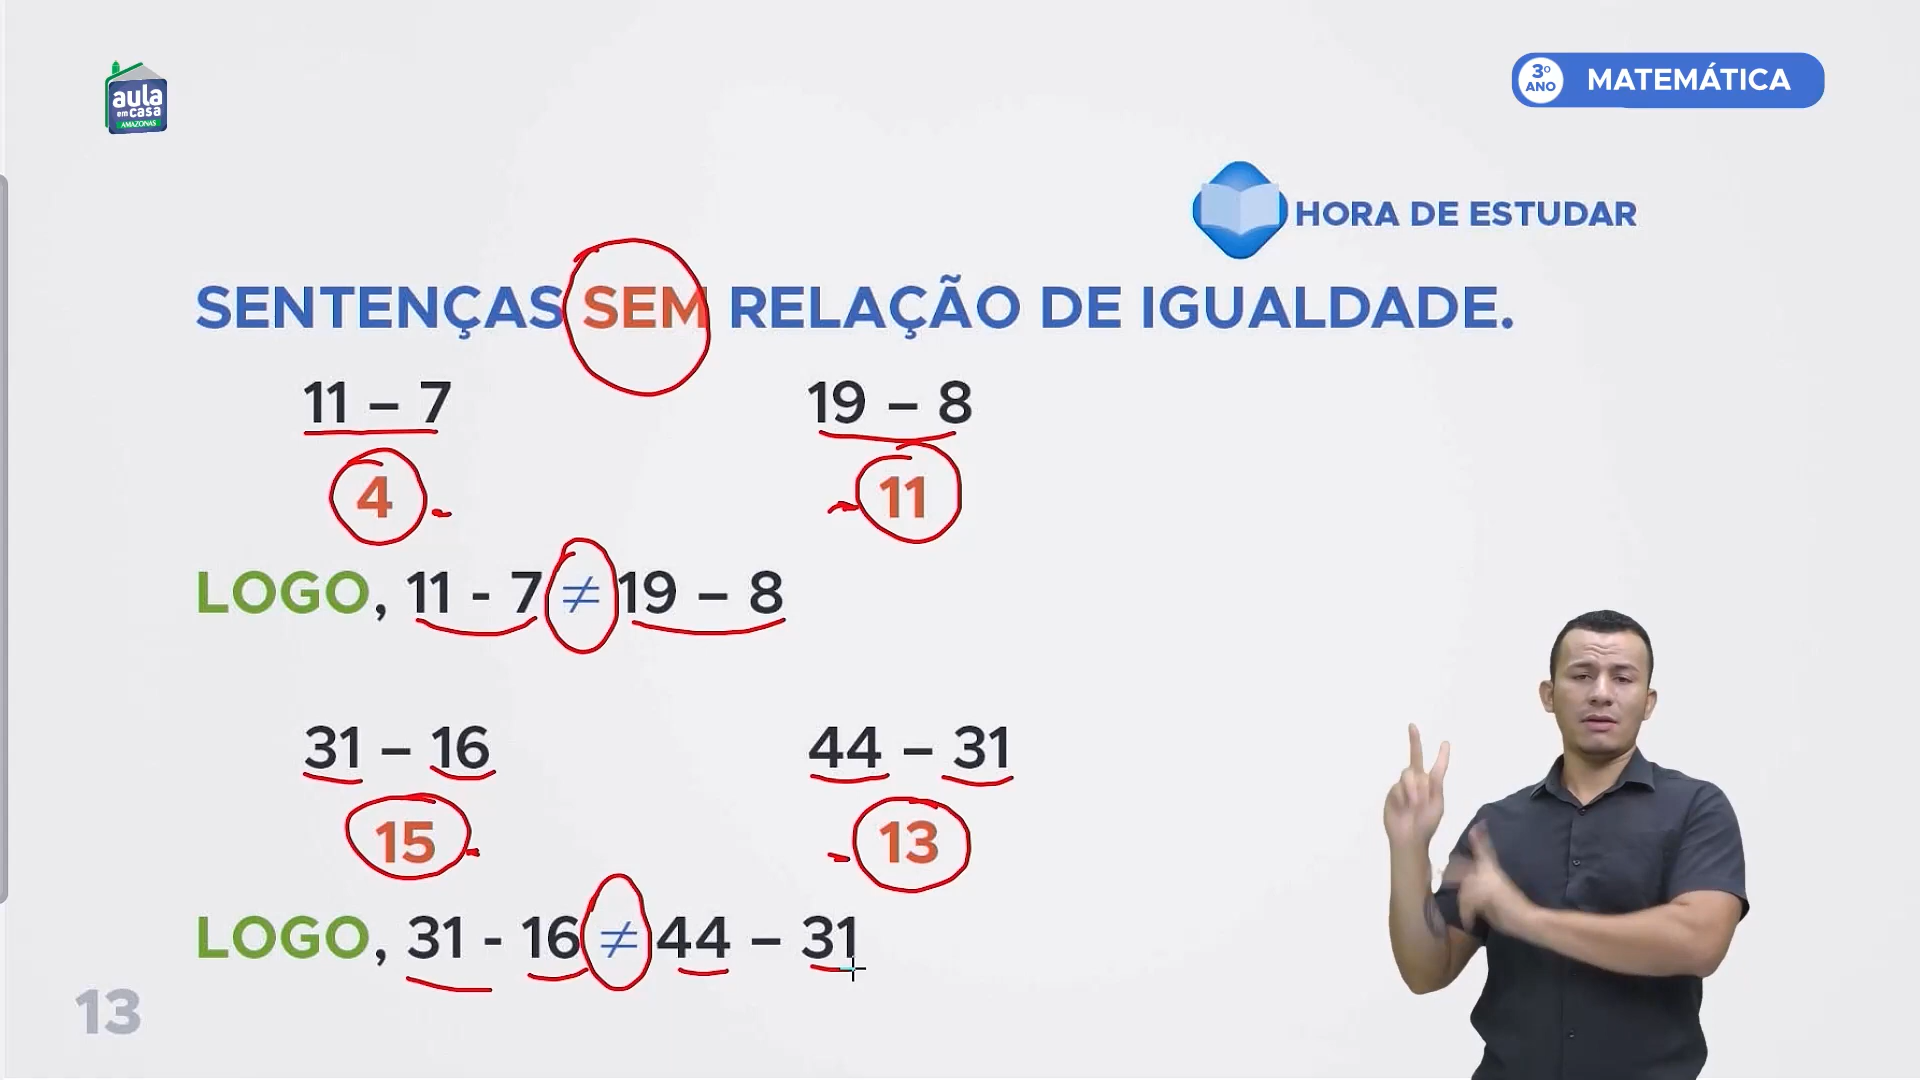 aula
em casa
AMAZONAS
3º
ANO
MATEMÁTICA
HORA DE ESTUDAR
SENTENÇAS SEM RELAÇÃO DE IGUALDADE.
11 – 7
19 – 8
4
11
LOGO, 11 - 7 ≠ 19 – 8
31 – 16
44 – 31
15
13
LOGO, 31 - 16 ≠ 44 – 31
13